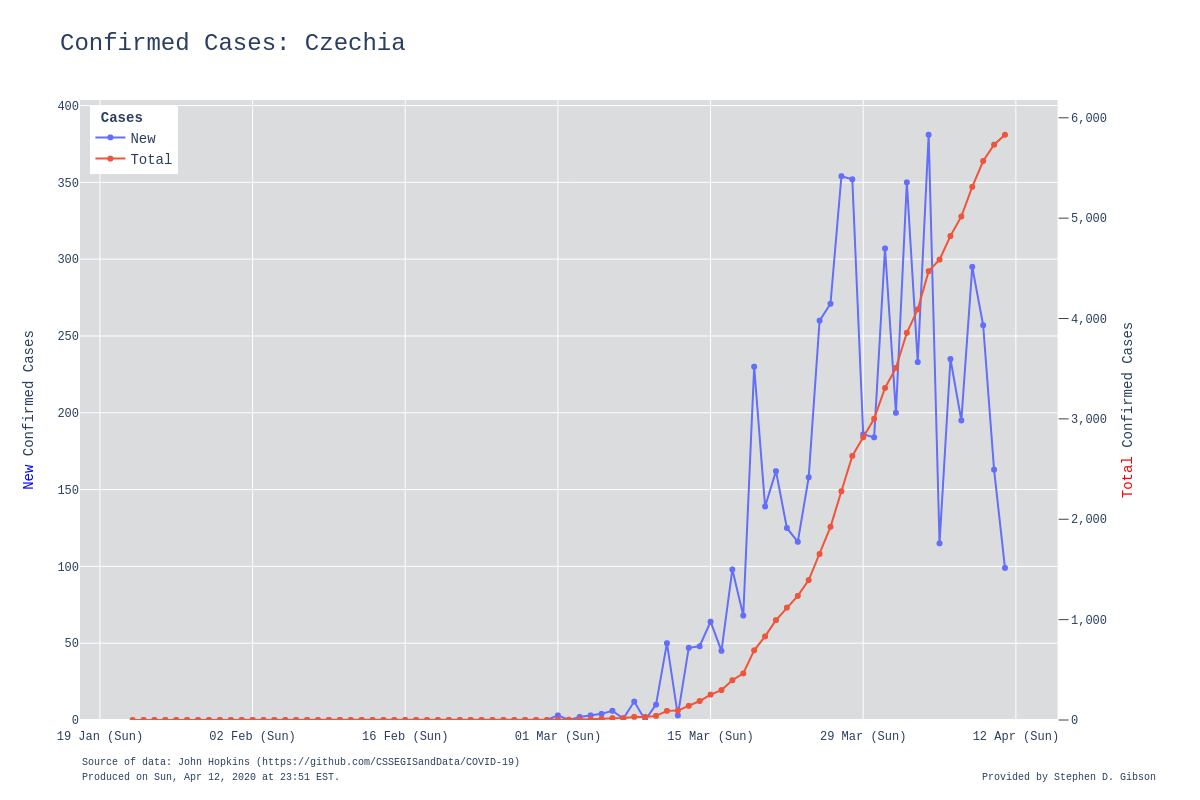 Confirmed Cases: Czechia
Cases
New
Total
400
350
300
250
200
150
100
50
0
6,000
5,000
4,000
3,000
2,000
1,000
0
New Confirmed Cases
Total Confirmed Cases
19 Jan (Sun) 02 Feb (Sun) 16 Feb (Sun) 01 Mar (Sun) 15 Mar (Sun) 29 Mar (Sun) 12 Apr (Sun)
Source of data: John Hopkins (https://github.com/CSSEGISandData/COVID-19)
Produced on Sun, Apr 12, 2020 at 23:51 EST.
Provided by Stephen D. Gibson